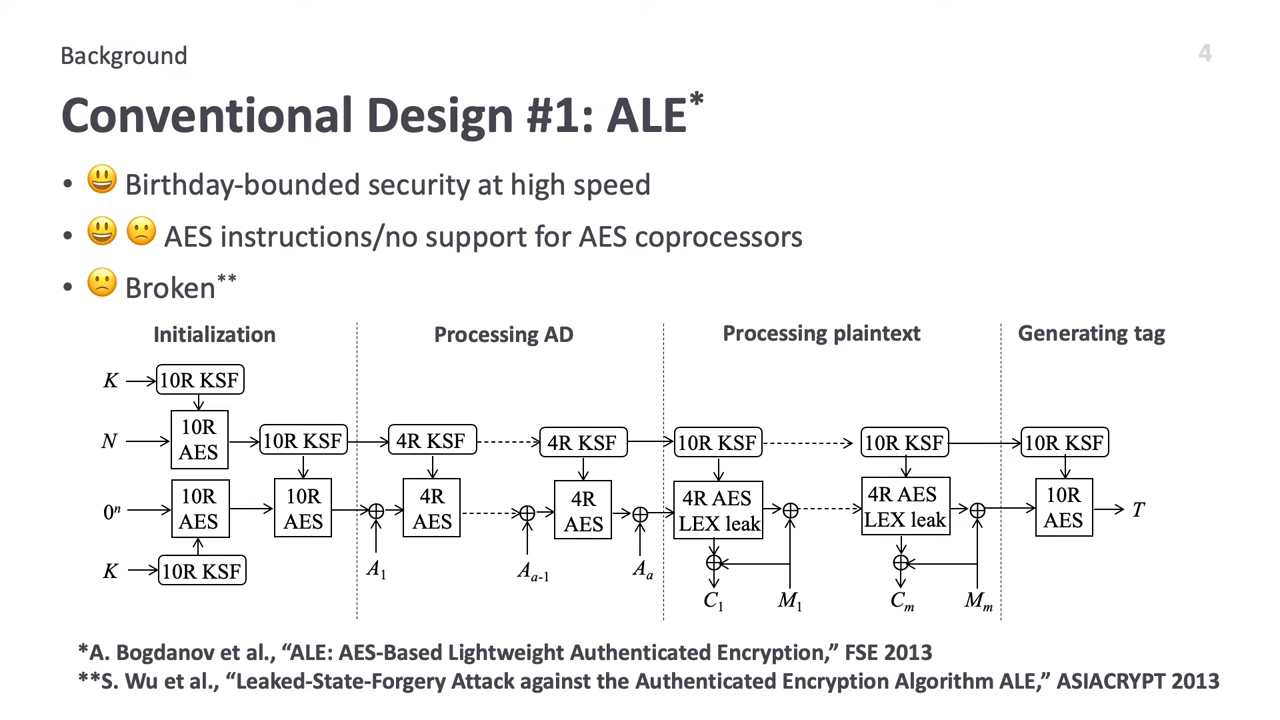 Background
4
Conventional Design #1: ALE*
• 😃 Birthday-bounded security at high speed
• 😃 🙁 AES instructions/no support for AES coprocessors
• 🙁 Broken**
Initialization
Processing AD
Processing plaintext
Generating tag
K
10R KSF
N
10R AES
10R KSF
4R KSF
4R KSF
10R KSF
10R KSF
10R KSF
0ⁿ
10R AES
10R AES
4R AES
4R AES
4R AES LEX leak
4R AES LEX leak
10R AES
T
K
10R KSF
A₁
Aₐ₋₁
Aₐ
C₁
M₁
Cₘ
Mₘ
*A. Bogdanov et al., “ALE: AES-Based Lightweight Authenticated Encryption,” FSE 2013
**S. Wu et al., “Leaked-State-Forgery Attack against the Authenticated Encryption Algorithm ALE,” ASIACRYPT 2013